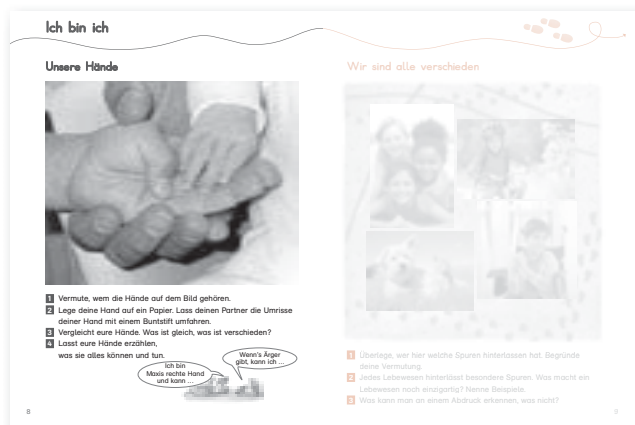 Ich bin ich
Unsere Hände
1 Vermute, wem die Hände auf dem Bild gehören.
2 Lege deine Hand auf ein Papier. Lass deinen Partner die Umrisse
deiner Hand mit einem Buntstift umfahren.
3 Vergleicht eure Hände. Was ist gleich, was ist verschieden?
4 Lasst eure Hände erzählen,
was sie alles können und tun.
Ich bin
Maxis rechte Hand
und kann ...
Wenn's Ärger
gibt, kann ich ...
8
Wir sind alle verschieden
1 Überlege, wer hier welche Spuren hinterlassen hat. Begründe
deine Vermutung.
2 Jedes Lebewesen hinterlässt besondere Spuren. Was macht ein
Lebewesen noch einzigartig? Nenne Beispiele.
3 Was kann man an einem Abdruck erkennen, was nicht?
9